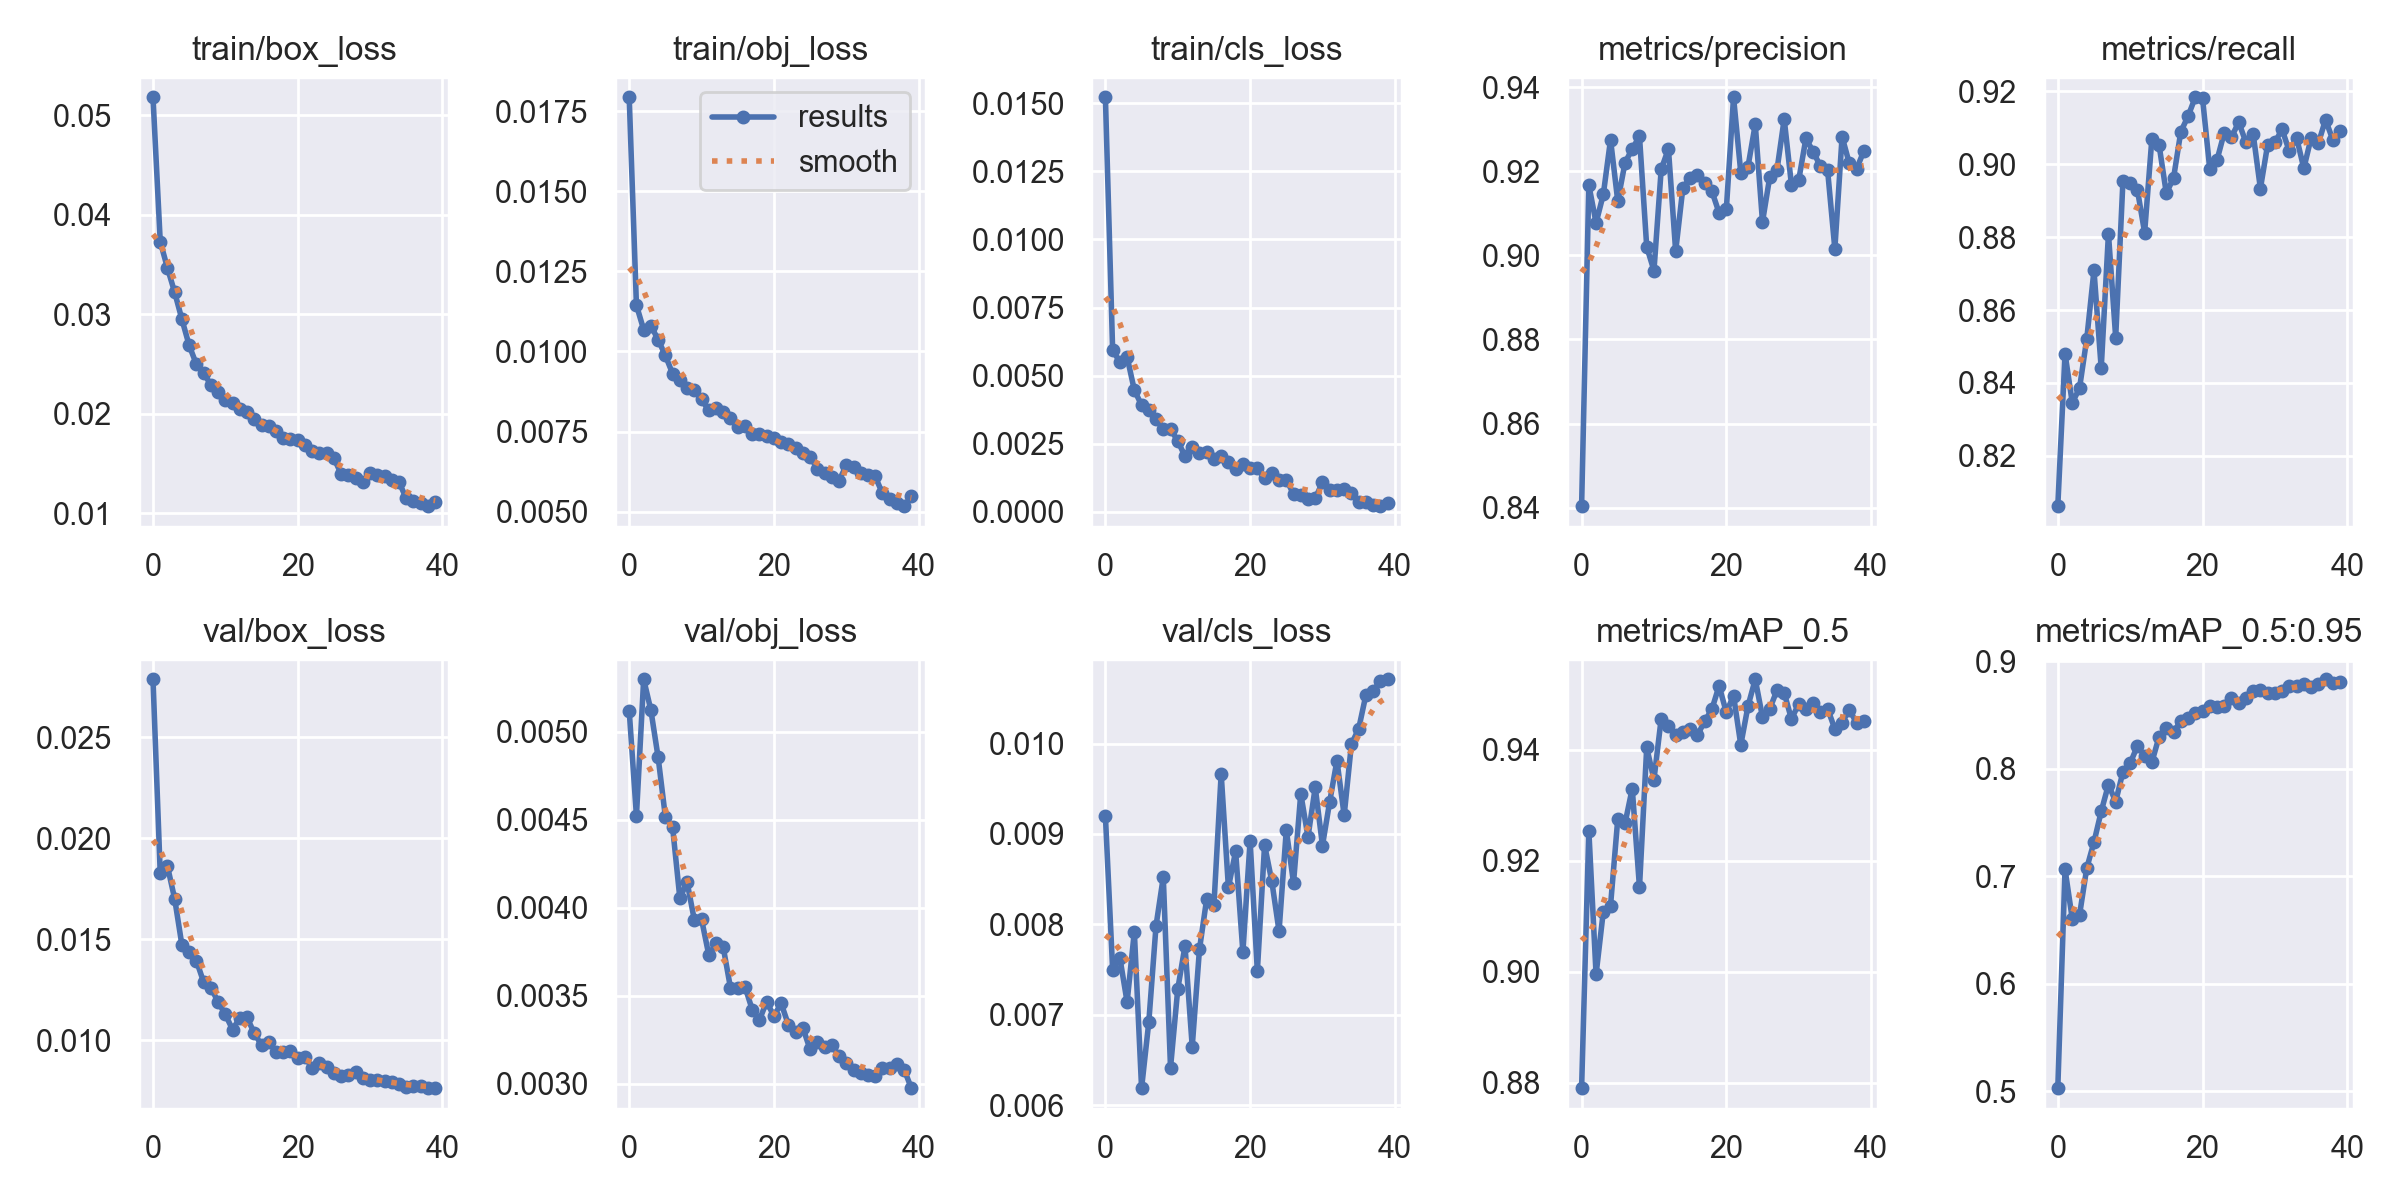 train/box_loss
train/obj_loss
train/cls_loss
metrics/precision
metrics/recall
0.05
0.04
0.03
0.02
0.01
0 20 40
0.0175
0.0150
0.0125
0.0100
0.0075
0.0050
results
smooth
0 20 40
0.0150
0.0125
0.0100
0.0075
0.0050
0.0025
0.0000
0 20 40
0.94
0.92
0.90
0.88
0.86
0.84
0 20 40
0.92
0.90
0.88
0.86
0.84
0.82
0 20 40
val/box_loss
val/obj_loss
val/cls_loss
metrics/mAP_0.5
metrics/mAP_0.5:0.95
0.025
0.020
0.015
0.010
0 20 40
0.0050
0.0045
0.0040
0.0035
0.0030
0 20 40
0.010
0.009
0.008
0.007
0.006
0 20 40
0.94
0.92
0.90
0.88
0 20 40
0.9
0.8
0.7
0.6
0.5
0 20 40